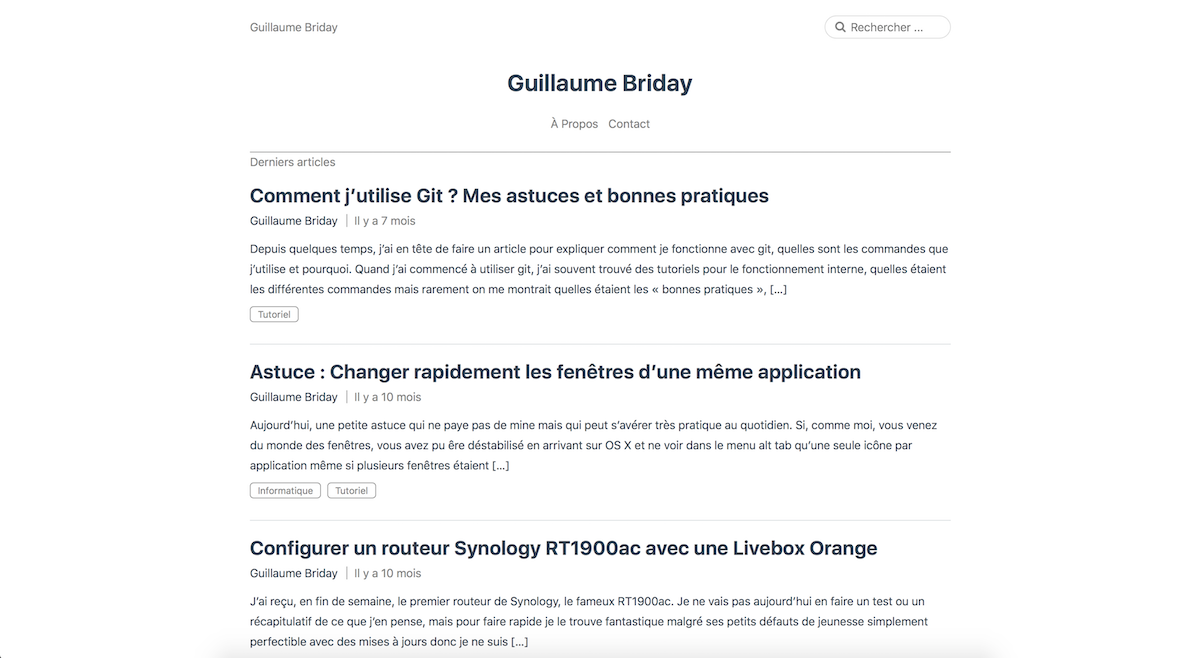 Guillaume Briday
Rechercher ...
Guillaume Briday
À Propos Contact
Derniers articles
Comment j’utilise Git ? Mes astuces et bonnes pratiques
Guillaume Briday | Il y a 7 mois
Depuis quelques temps, j’ai en tête de faire un article pour expliquer comment je fonctionne avec git, quelles sont les commandes que
j’utilise et pourquoi. Quand j’ai commencé à utiliser git, j’ai souvent trouvé des tutoriels pour le fonctionnement interne, quelles étaient
les différentes commandes mais rarement on me montrait quelles étaient les « bonnes pratiques », [...]
Tutoriel
Astuce : Changer rapidement les fenêtres d’une même application
Guillaume Briday | Il y a 10 mois
Aujourd’hui, une petite astuce qui ne paye pas de mine mais qui peut s’avérer très pratique au quotidien. Si, comme moi, vous venez
du monde des fenêtres, vous avez pu êre déstabilisé en arrivant sur OS X et ne voir dans le menu alt tab qu’une seule icône par
application même si plusieurs fenêtres étaient [...]
Informatique Tutoriel
Configurer un routeur Synology RT1900ac avec une Livebox Orange
Guillaume Briday | Il y a 10 mois
J’ai reçu, en fin de semaine, le premier routeur de Synology, le fameux RT1900ac. Je ne vais pas aujourd’hui en faire un test ou un
récapitulatif de ce que j’en pense, mais pour faire rapide je le trouve fantastique malgré ses petits défauts de jeunesse simplement
perfectible avec des mises à jours donc je ne suis [...]